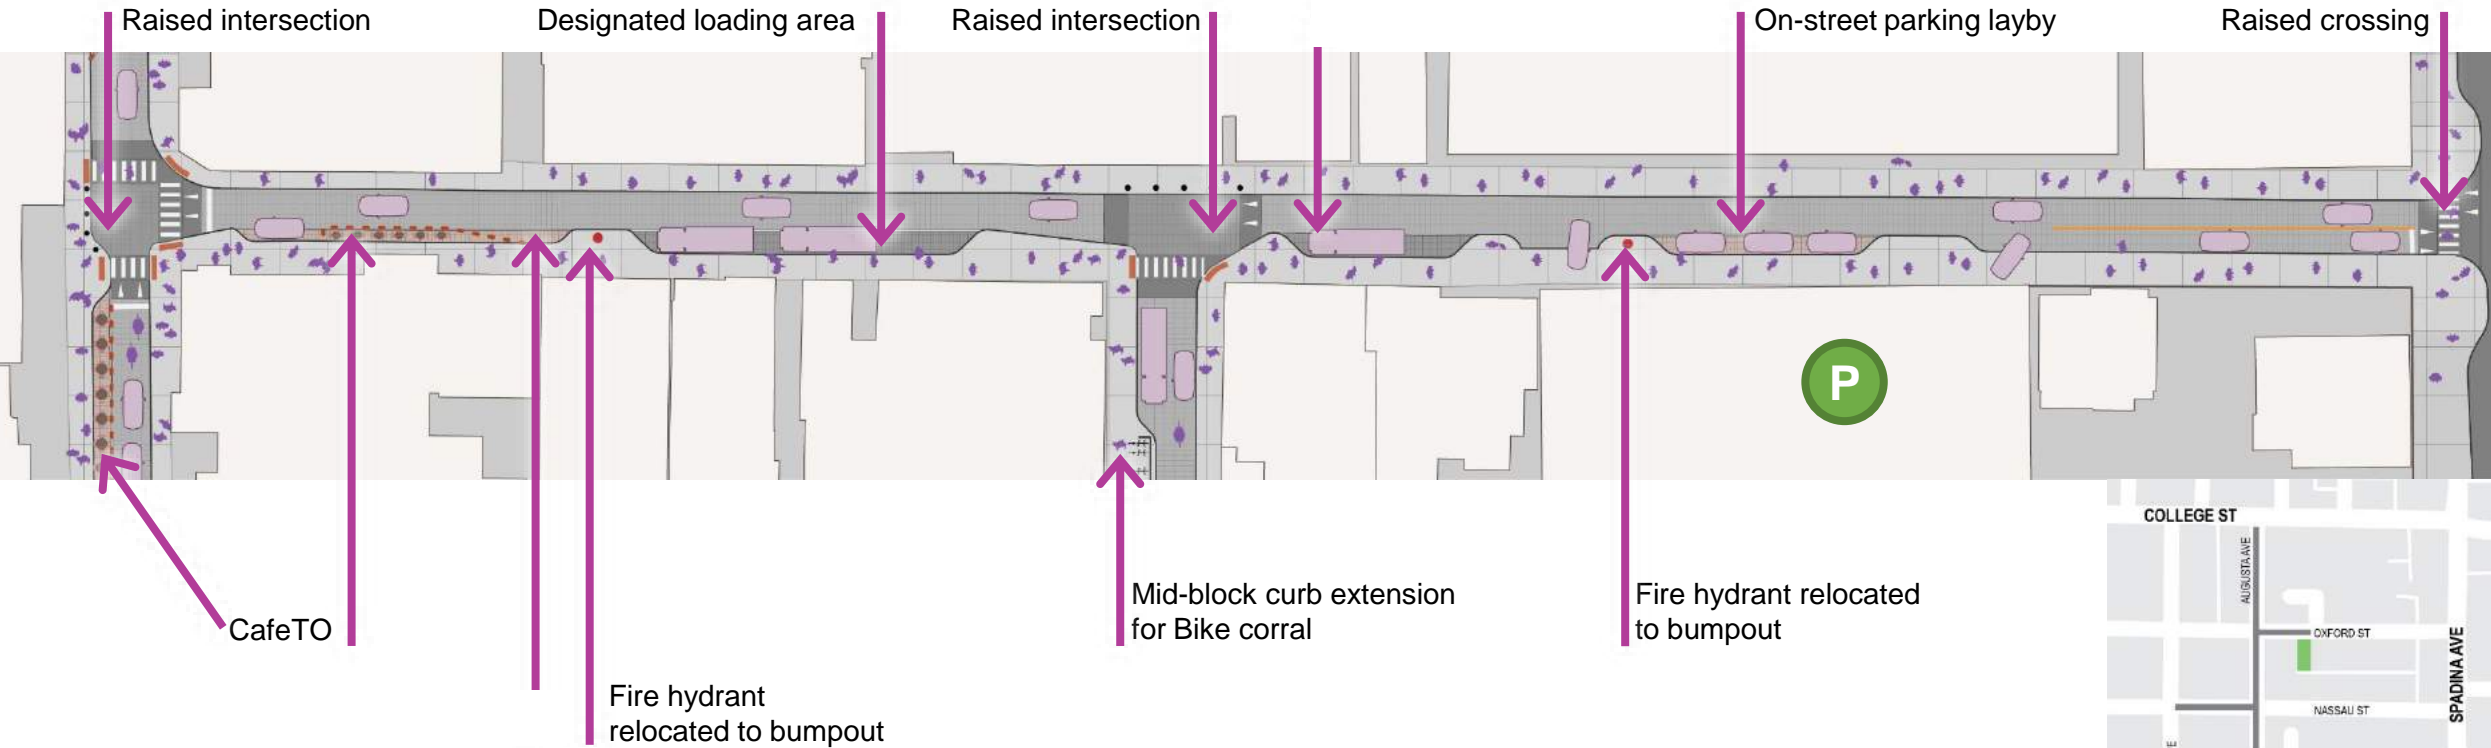 Raised intersection
Designated loading area
Raised intersection
On-street parking layby
Raised crossing
P
CafeTO
Mid-block curb extension
for Bike corral
Fire hydrant relocated
to bumpout
Fire hydrant
relocated to bumpout
COLLEGE ST
AUGUSTA AVE
OXFORD ST
SPADINA AVE
NASSAU ST
E